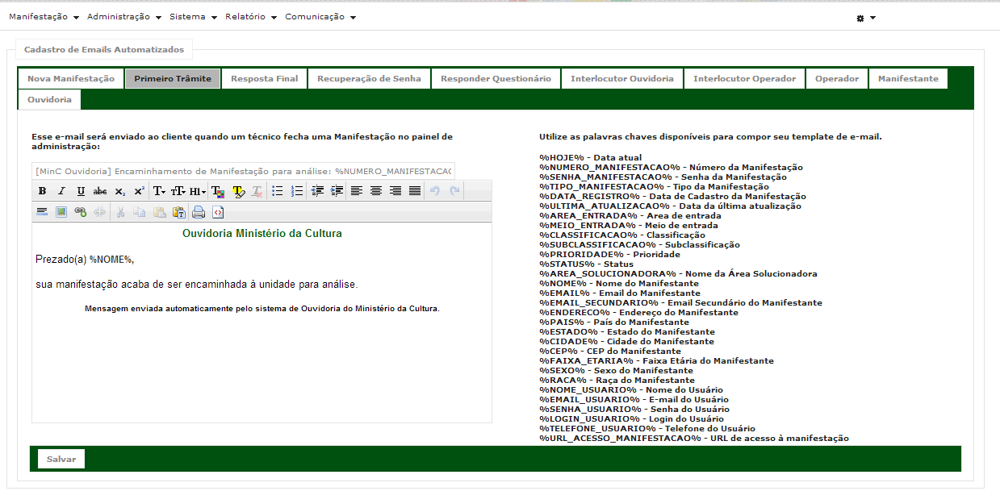 Manifestação Administração Sistema Relatório Comunicação
Cadastro de Emails Automatizados
Nova Manifestação Primeiro Trâmite Resposta Final Recuperação de Senha Responder Questionário Interlocutor Ouvidoria Interlocutor Operador Operador Manifestante
Ouvidoria
Esse e-mail será enviado ao cliente quando um técnico fecha uma Manifestação no painel de
administração:
[MinC Ouvidoria] Encaminhamento de Manifestação para análise: %NUMERO_MANIFESTACAO
B I U abc x₂ x² T тT H1 T T T
Ouvidoria Ministério da Cultura
Prezado(a) %NOME%,
sua manifestação acaba de ser encaminhada à unidade para análise.
Mensagem enviada automaticamente pelo sistema de Ouvidoria do Ministério da Cultura.
Utilize as palavras chaves disponíveis para compor seu template de e-mail.
%HOJE% - Data atual
%NUMERO_MANIFESTACAO% - Número da Manifestação
%SENHA_MANIFESTACAO% - Senha da Manifestação
%TIPO_MANIFESTACAO% - Tipo da Manifestação
%DATA_REGISTRO% - Data de Cadastro da Manifestação
%ULTIMA_ATUALIZACAO% - Data da última atualização
%AREA_ENTRADA% - Area de entrada
%MEIO_ENTRADA% - Meio de entrada
%CLASSIFICACAO% - Classificação
%SUBCLASSIFICACAO% - Subclassificação
%PRIORIDADE% - Prioridade
%STATUS% - Status
%AREA_SOLUCIONADORA% - Nome da Área Solucionadora
%NOME% - Nome do Manifestante
%EMAIL% - Email do Manifestante
%EMAIL_SECUNDARIO% - Email Secundário do Manifestante
%ENDERECO% - Endereço do Manifestante
%PAIS% - País do Manifestante
%ESTADO% - Estado do Manifestante
%CIDADE% - Cidade do Manifestante
%CEP% - CEP do Manifestante
%FAIXA_ETARIA% - Faixa Etária do Manifestante
%SEXO% - Sexo do Manifestante
%RACA% - Raça do Manifestante
%NOME_USUARIO% - Nome do Usuário
%EMAIL_USUARIO% - E-mail do Usuário
%SENHA_USUARIO% - Senha do Usuário
%LOGIN_USUARIO% - Login do Usuário
%TELEFONE_USUARIO% - Telefone do Usuário
%URL_ACESSO_MANIFESTACAO% - URL de acesso à manifestação
Salvar